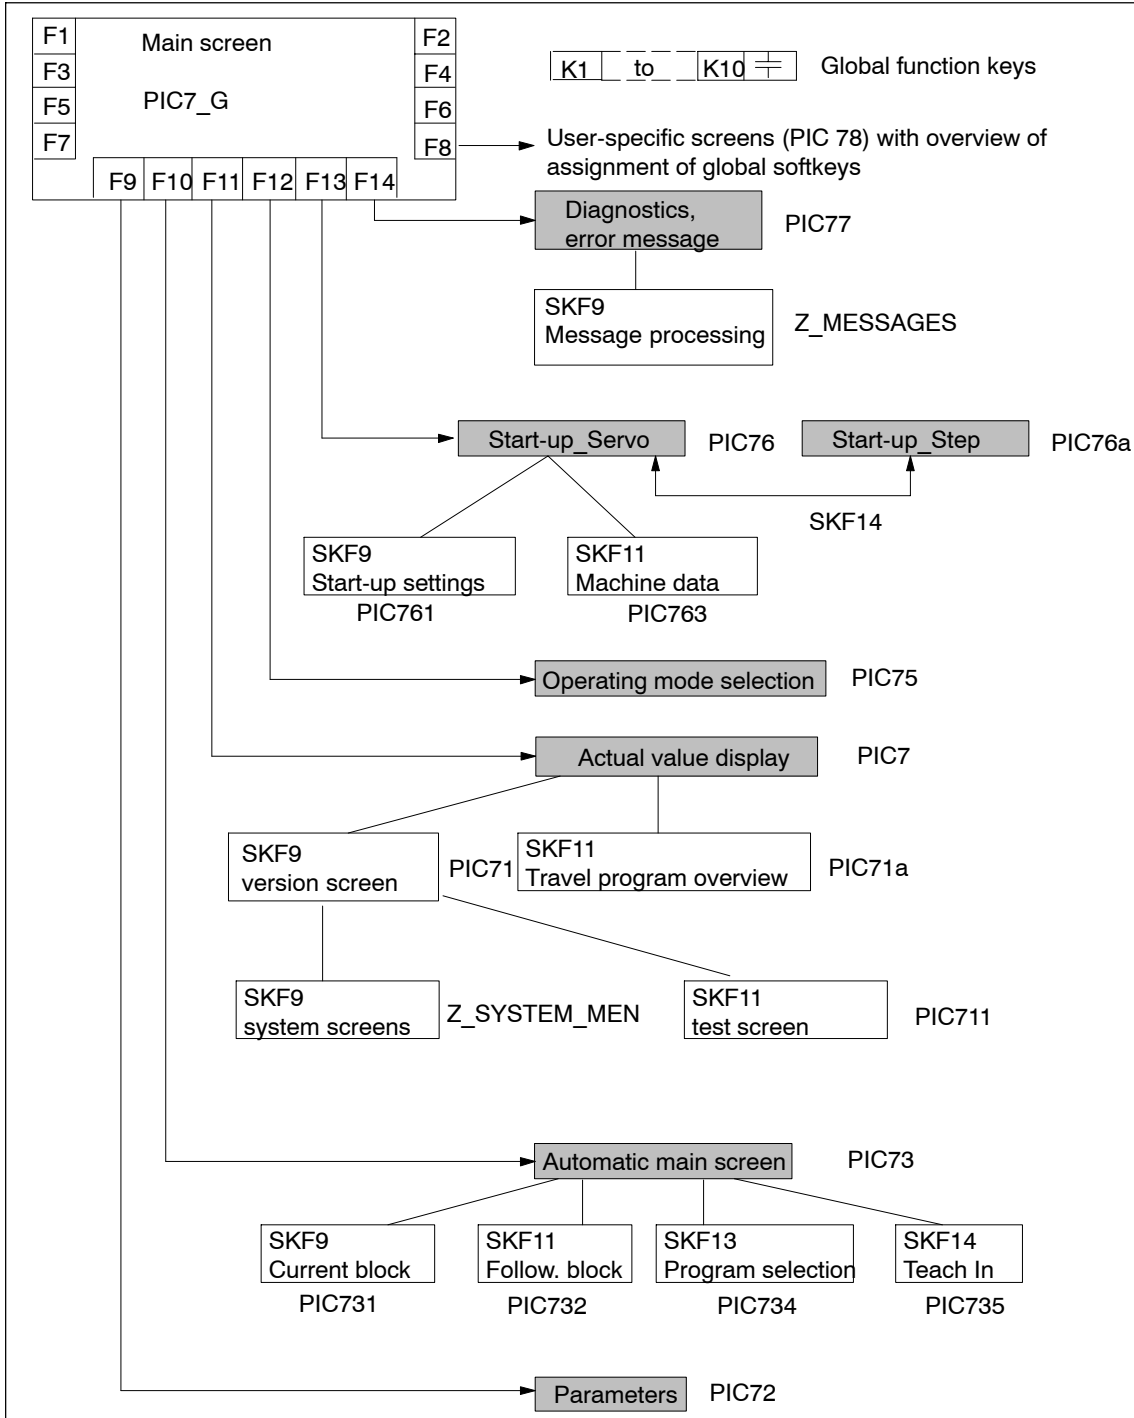 F1
Main screen
F2
F3
F4
F5
PIC7_G
F6
F7
F8
F9
F10
F11
F12
F13
F14
K1
to
K10
Global function keys
User-specific screens (PIC 78) with overview of
assignment of global softkeys
Diagnostics,
error message
PIC77
SKF9
Message processing
Z_MESSAGES
Start-up_Servo
PIC76
Start-up_Step
PIC76a
SKF14
SKF9
Start-up settings
PIC761
SKF11
Machine data
PIC763
Operating mode selection
PIC75
Actual value display
PIC7
SKF9
version screen
PIC71
SKF11
Travel program overview
PIC71a
SKF9
system screens
Z_SYSTEM_MEN
SKF11
test screen
PIC711
Automatic main screen
PIC73
SKF9
Current block
PIC731
SKF11
Follow. block
PIC732
SKF13
Program selection
PIC734
SKF14
Teach In
PIC735
Parameters
PIC72